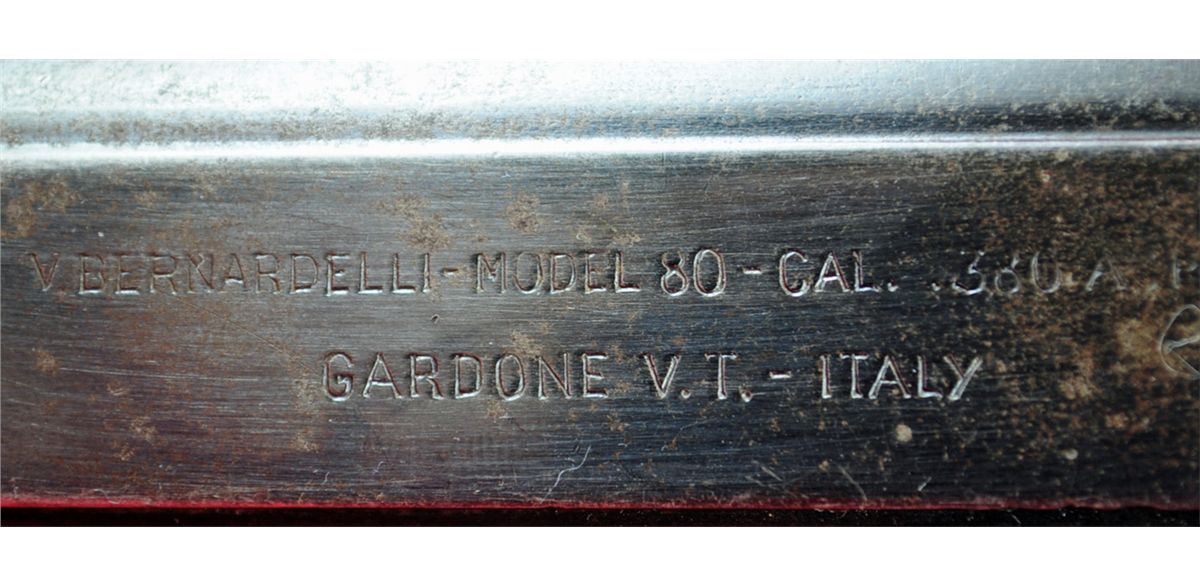 V. BERNARDELLI - MODEL 80 - CAL. .380 A.
GARDONE V.T. - ITALY